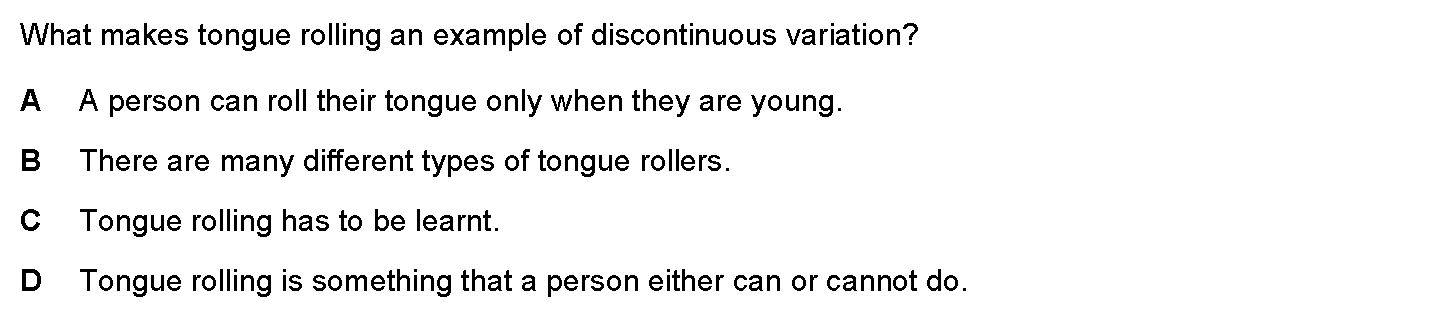 What makes tongue rolling an example of discontinuous variation?
A A person can roll their tongue only when they are young.
B There are many different types of tongue rollers.
C Tongue rolling has to be learnt.
D Tongue rolling is something that a person either can or cannot do.